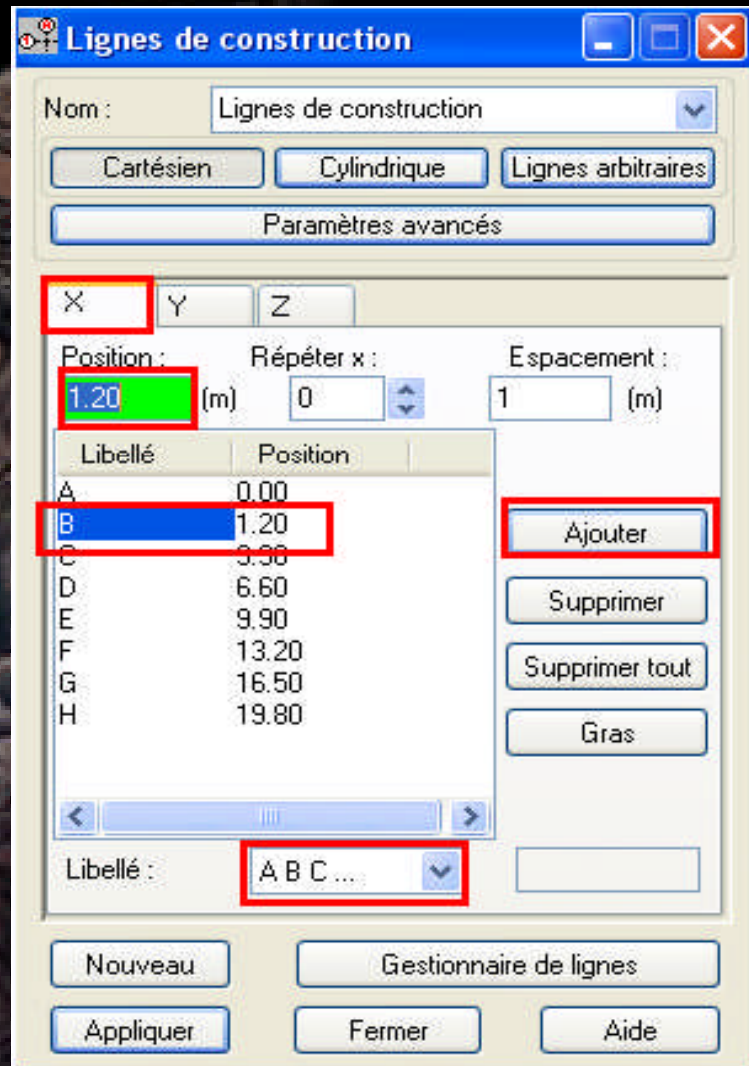 Lignes de construction
Nom : Lignes de construction
Cartésien Cylindrique Lignes arbitraires
Paramètres avancés
X Y Z
Position : Répéter x : Espacement :
1.20 (m) 0 1 (m)
Libellé Position
A 0.00
B 1.20
Ajouter
C 3.30
D 6.60
Supprimer
E 9.90
F 13.20
Supprimer tout
G 16.50
H 19.80
Gras
Libellé : A B C ...
Nouveau Gestionnaire de lignes
Appliquer Fermer Aide